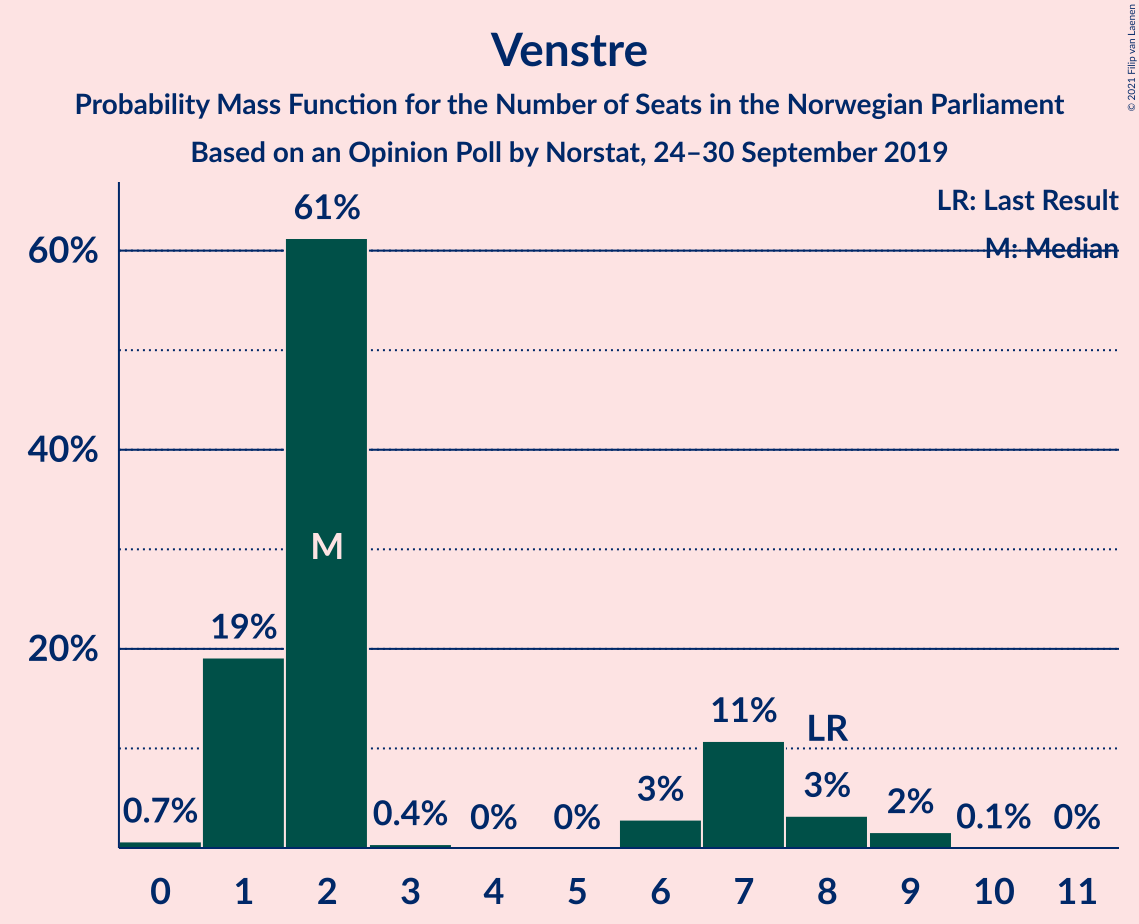 Venstre
Probability Mass Function for the Number of Seats in the Norwegian Parliament
Based on an Opinion Poll by Norstat, 24–30 September 2019
© 2021 Filip van Laenen
LR: Last Result
M: Median
60%
40%
20%
0.7%
19%
61%
M
0.4%
0%
0%
3%
11%
LR
3%
2%
0.1%
0%
0 1 2 3 4 5 6 7 8 9 10 11